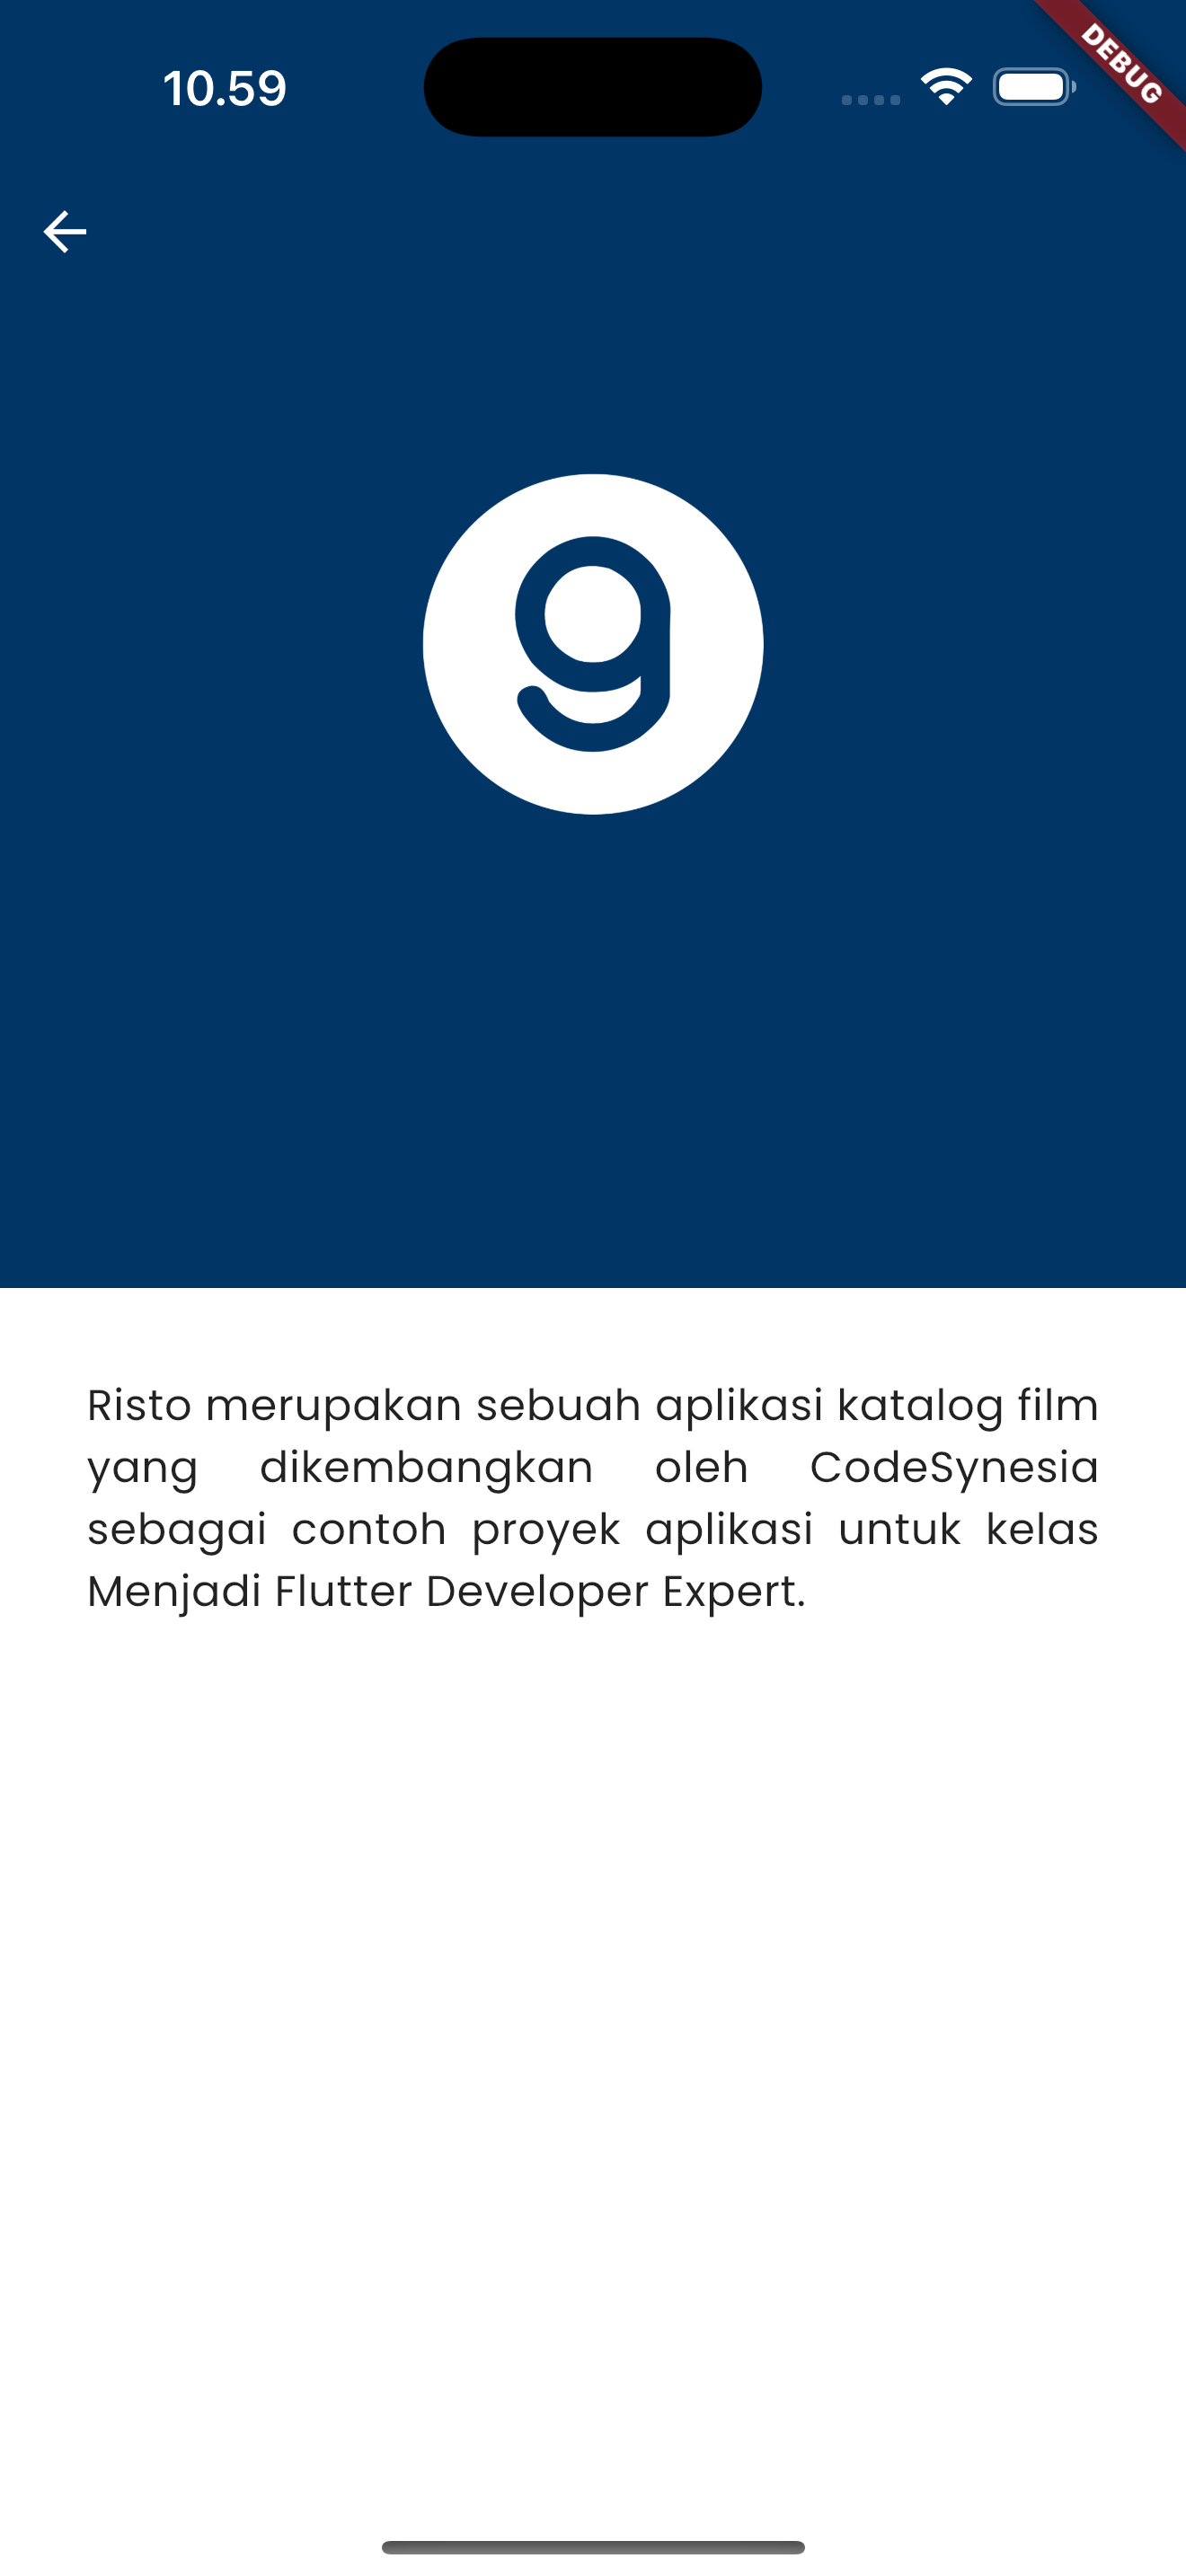 10.59
DEBUG
g
Risto merupakan sebuah aplikasi katalog film
yang dikembangkan oleh CodeSynesia
sebagai contoh proyek aplikasi untuk kelas
Menjadi Flutter Developer Expert.